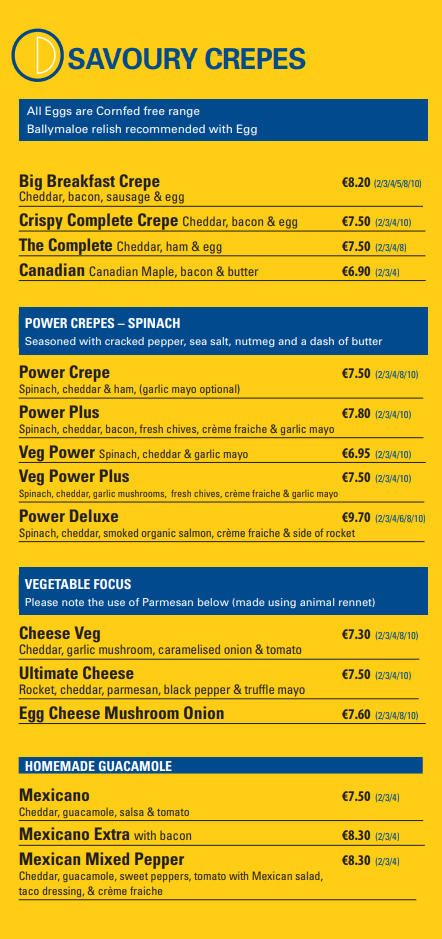 SAVOURY CREPES
All Eggs are Cornfed free range
Ballymaloe relish recommended with Egg
Big Breakfast Crepe €8.20 (2/3/4/5/8/10)
Cheddar, bacon, sausage & egg
Crispy Complete Crepe Cheddar, bacon & egg €7.50 (2/3/4/10)
The Complete Cheddar, ham & egg €7.50 (2/3/4/8)
Canadian Canadian Maple, bacon & butter €6.90 (2/3/4)
POWER CREPES – SPINACH
Seasoned with cracked pepper, sea salt, nutmeg and a dash of butter
Power Crepe €7.50 (2/3/4/8/10)
Spinach, cheddar & ham, (garlic mayo optional)
Power Plus €7.80 (2/3/4/10)
Spinach, cheddar, bacon, fresh chives, crème fraiche & garlic mayo
Veg Power Spinach, cheddar & garlic mayo €6.95 (2/3/4/10)
Veg Power Plus €7.50 (2/3/4/10)
Spinach, cheddar, garlic mushrooms, fresh chives, crème fraiche & garlic mayo
Power Deluxe €9.70 (2/3/4/6/8/10)
Spinach, cheddar, smoked organic salmon, crème fraiche & side of rocket
VEGETABLE FOCUS
Please note the use of Parmesan below (made using animal rennet)
Cheese Veg €7.30 (2/3/4/8/10)
Cheddar, garlic mushroom, caramelised onion & tomato
Ultimate Cheese €7.50 (2/3/4/10)
Rocket, cheddar, parmesan, black pepper & truffle mayo
Egg Cheese Mushroom Onion €7.60 (2/3/4/8/10)
HOMEMADE GUACAMOLE
Mexicano €7.50 (2/3/4)
Cheddar, guacamole, salsa & tomato
Mexicano Extra with bacon €8.30 (2/3/4)
Mexican Mixed Pepper €8.30 (2/3/4)
Cheddar, guacamole, sweet peppers, tomato with Mexican salad,
taco dressing, & crème fraiche